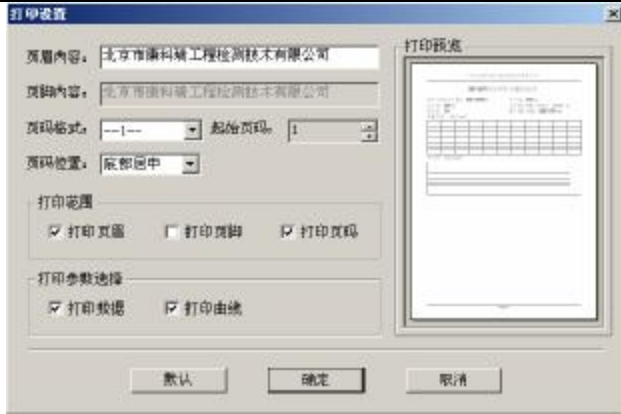 打印设置
页眉内容: 北京市康科瑞工程检测技术有限公司
页脚内容: 北京市康科瑞工程检测技术有限公司
页码格式: --1-- 起始页码: 1
页码位置: 底部居中
打印范围
打印页眉 打印页脚 打印页码
打印参数选择
打印数据 打印曲线
打印预览
默认 确定 取消